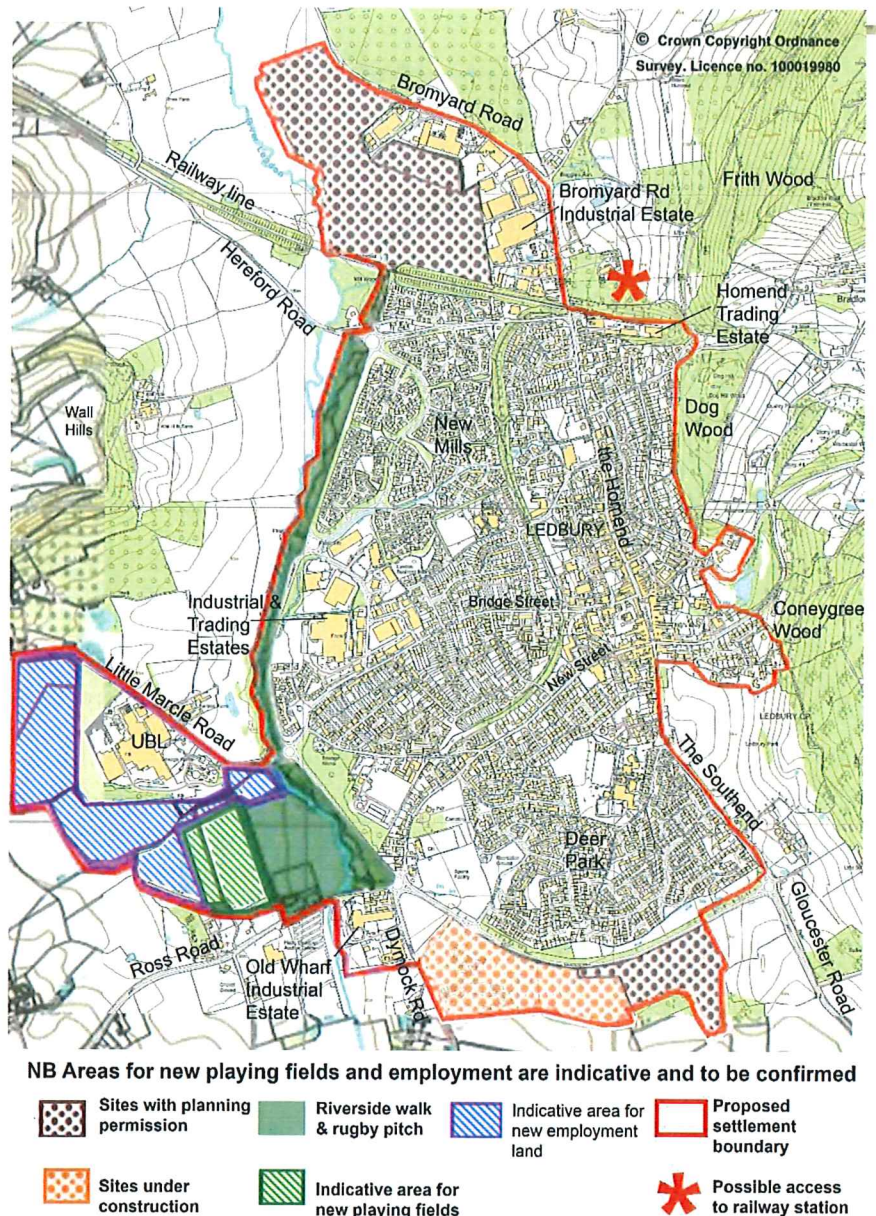 © Crown Copyright Ordnance
Survey. Licence no. 100019980
Bromyard Road
Railway line
Hereford Road
Frith Wood
Bromyard Rd
Industrial Estate
Homend
Trading
Estate
Wall
Hills
New
Mills
Dog
Wood
the Homend
LEDBURY
Bridge Street
Industrial &
Trading
Estates
Coneygree
Wood
New Street
Little Marcle Road
UBL
LEDBURY CP
The Southend
Deer
Park
Gloucester Road
Ross Road
Old Wharf
Industrial
Estate
Dymock Rd
NB Areas for new playing fields and employment are indicative and to be confirmed
Sites with planning
permission
Riverside walk
& rugby pitch
Indicative area for
new employment
land
Proposed
settlement
boundary
Sites under
construction
Indicative area for
new playing fields
Possible access
to railway station